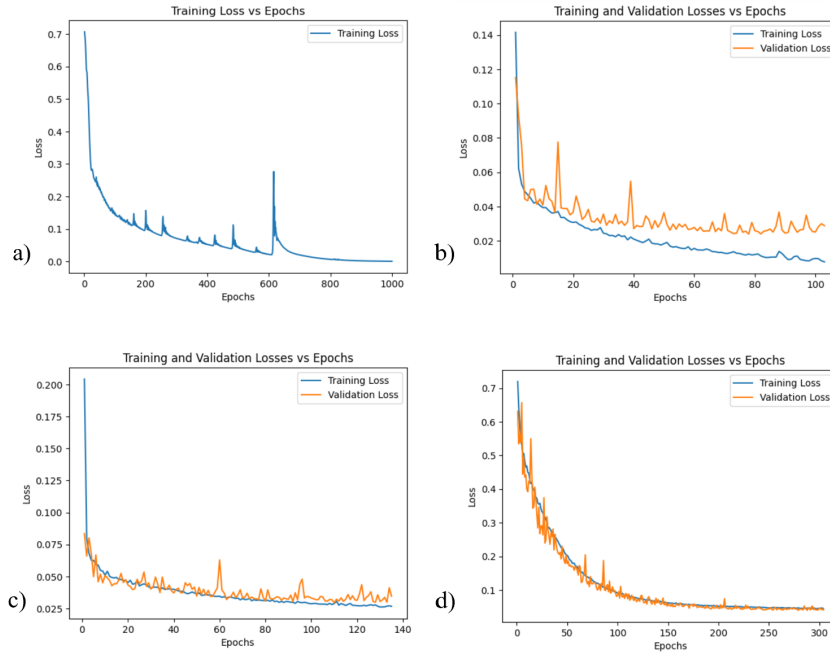 Training Loss vs Epochs
Training Loss
0.7
0.6
0.5
0.4
0.3
0.2
0.1
0.0
Loss
0
200
400
600
800
1000
Epochs
a)
Training and Validation Losses vs Epochs
Training Loss
Validation Loss
0.14
0.12
0.10
0.08
0.06
0.04
0.02
Loss
0
20
40
60
80
100
Epochs
b)
Training and Validation Losses vs Epochs
Training Loss
Validation Loss
0.200
0.175
0.150
0.125
0.100
0.075
0.050
0.025
Loss
0
20
40
60
80
100
120
140
Epochs
c)
Training and Validation Losses vs Epochs
Training Loss
Validation Loss
0.7
0.6
0.5
0.4
0.3
0.2
0.1
Loss
0
50
100
150
200
250
300
Epochs
d)